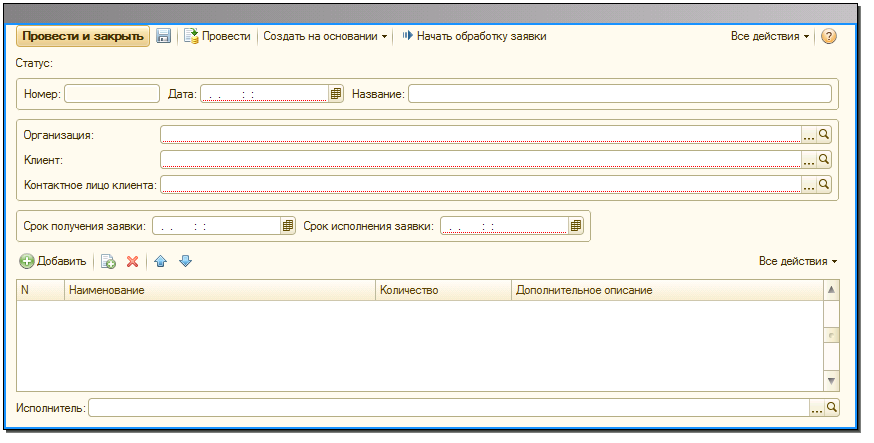 Провести и закрыть Провести Создать на основании Начать обработку заявки Все действия ?
Статус:
Номер: Дата: . . : : Название:
Организация: ...
Клиент: ...
Контактное лицо клиента: ...
Срок получения заявки: . . : : Срок исполнения заявки: . . : :
Добавить Все действия
N Наименование Количество Дополнительное описание
Исполнитель: ...